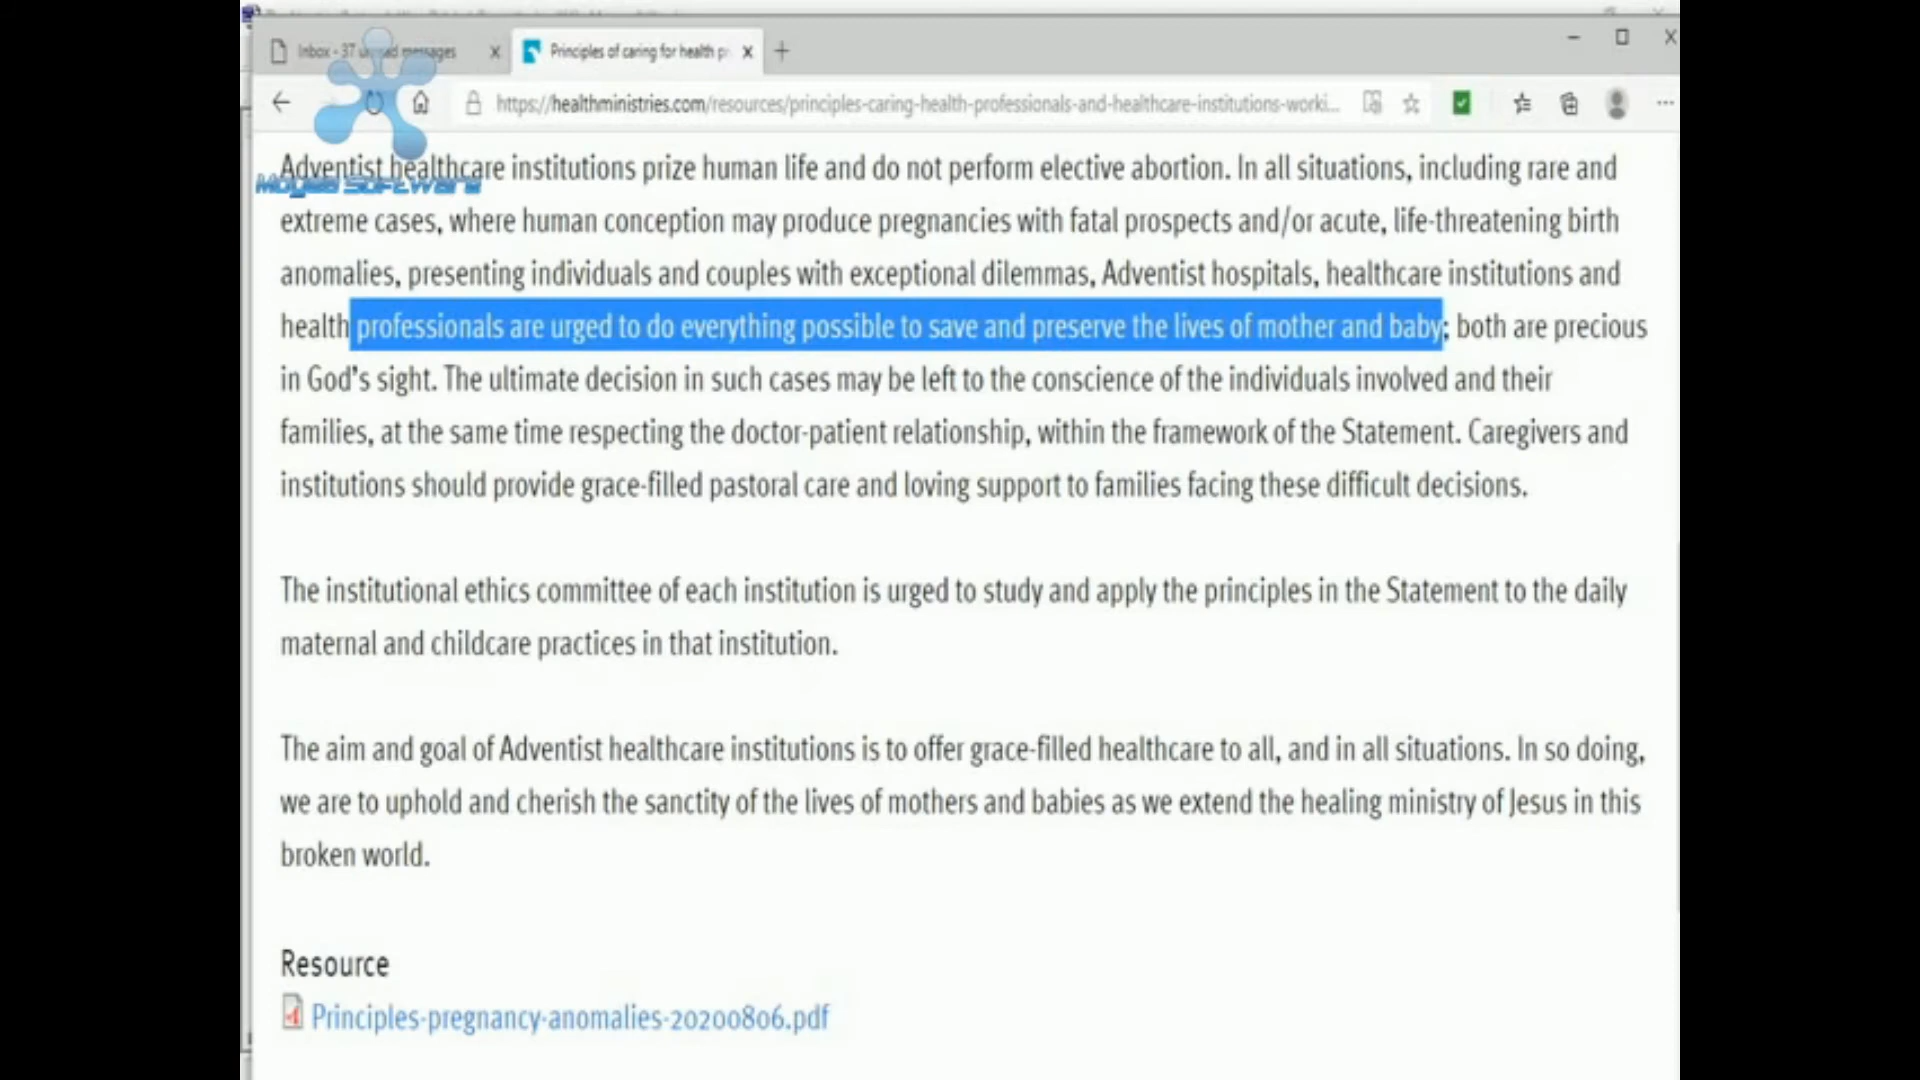 Inbox - 37 unread messages
Principles of caring for health p
https://healthministries.com/resources/principles-caring-health-professionals-and-healthcare-institutions-worki...
Adventist healthcare institutions prize human life and do not perform elective abortion. In all situations, including rare and
extreme cases, where human conception may produce pregnancies with fatal prospects and/or acute, life-threatening birth
anomalies, presenting individuals and couples with exceptional dilemmas, Adventist hospitals, healthcare institutions and
health professionals are urged to do everything possible to save and preserve the lives of mother and baby; both are precious
in God's sight. The ultimate decision in such cases may be left to the conscience of the individuals involved and their
families, at the same time respecting the doctor-patient relationship, within the framework of the Statement. Caregivers and
institutions should provide grace-filled pastoral care and loving support to families facing these difficult decisions.
The institutional ethics committee of each institution is urged to study and apply the principles in the Statement to the daily
maternal and childcare practices in that institution.
The aim and goal of Adventist healthcare institutions is to offer grace-filled healthcare to all, and in all situations. In so doing,
we are to uphold and cherish the sanctity of the lives of mothers and babies as we extend the healing ministry of Jesus in this
broken world.
Resource
Principles-pregnancy-anomalies-20200806.pdf